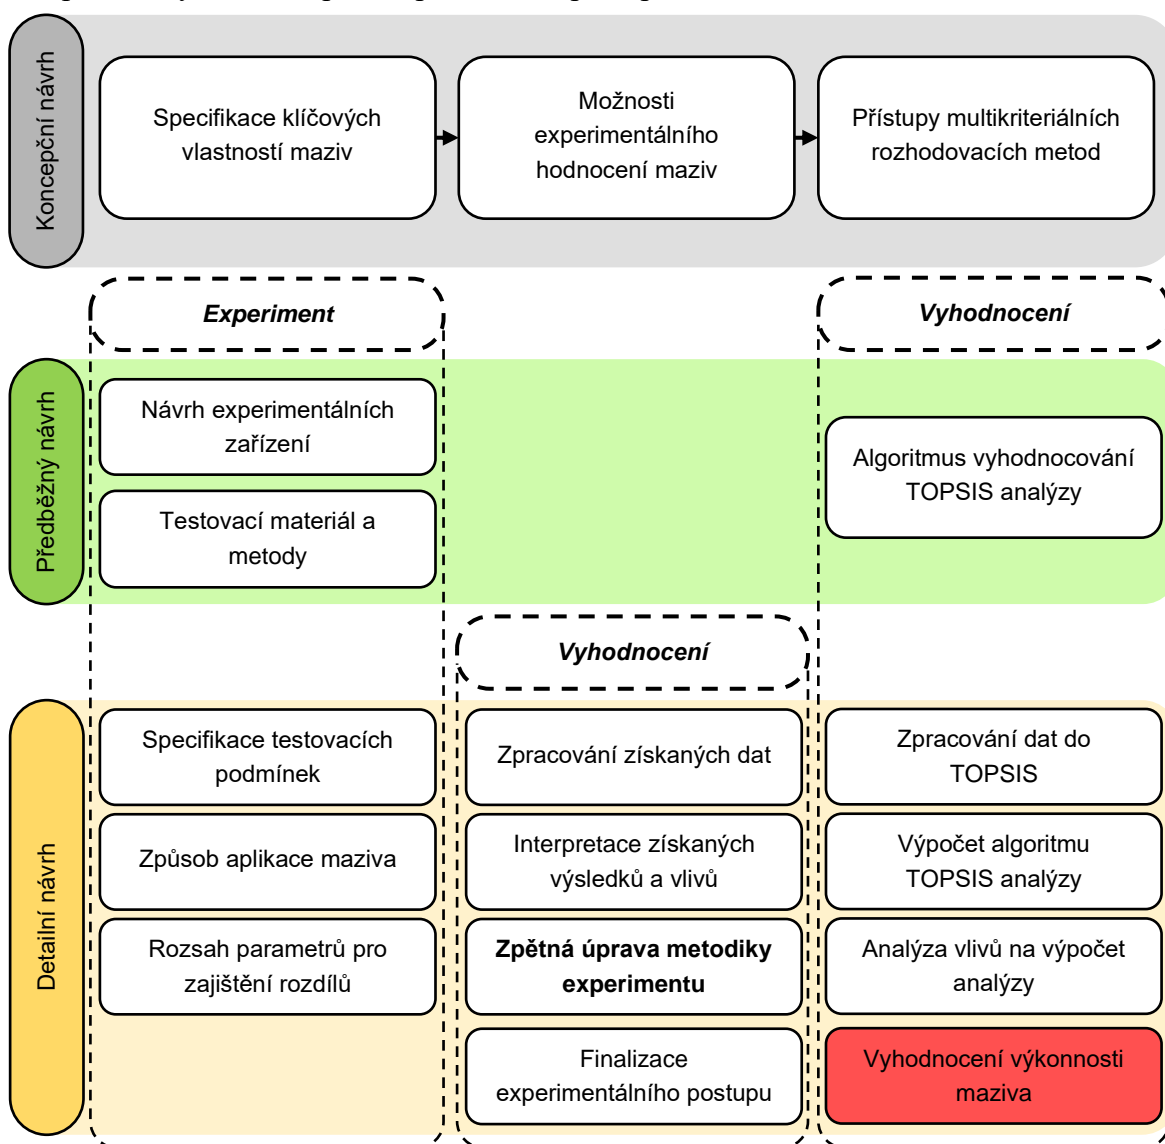 Koncepční návrh
Specifikace klíčových
vlastností maziv
Možnosti
experimentálního
hodnocení maziv
Přístupy multikriteriálních
rozhodovacích metod
Experiment
Vyhodnocení
Předběžný návrh
Návrh experimentálních
zařízení
Testovací materiál a
metody
Algoritmus vyhodnocování
TOPSIS analýzy
Vyhodnocení
Detailní návrh
Specifikace testovacích
podmínek
Způsob aplikace maziva
Rozsah parametrů pro
zajištění rozdílů
Zpracování získaných dat
Interpretace získaných
výsledků a vlivů
Zpětná úprava metodiky
experimentu
Finalizace
experimentálního postupu
Zpracování dat do
TOPSIS
Výpočet algoritmu
TOPSIS analýzy
Analýza vlivů na výpočet
analýzy
Vyhodnocení výkonnosti
maziva